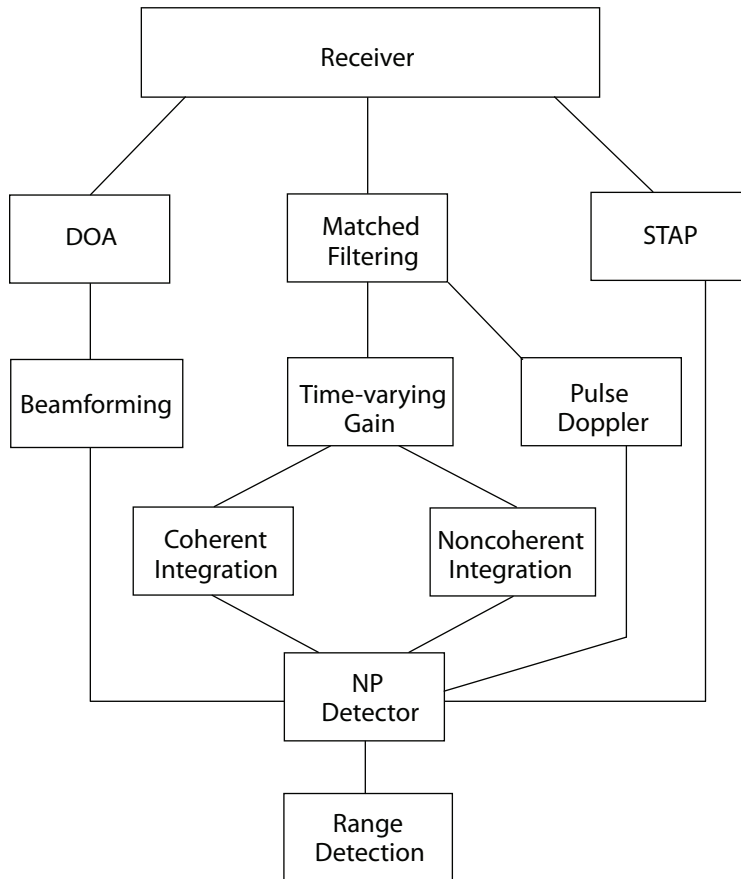 Receiver
DOA
Matched
Filtering
STAP
Beamforming
Time-varying
Gain
Pulse
Doppler
Coherent
Integration
Noncoherent
Integration
NP
Detector
Range
Detection